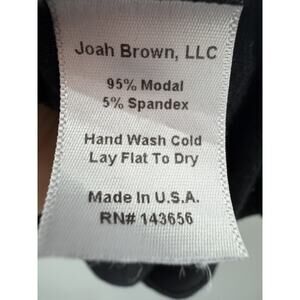 Joah Brown, LLC
95% Modal
5% Spandex
Hand Wash Cold
Lay Flat To Dry
Made In U.S.A.
RN# 143656